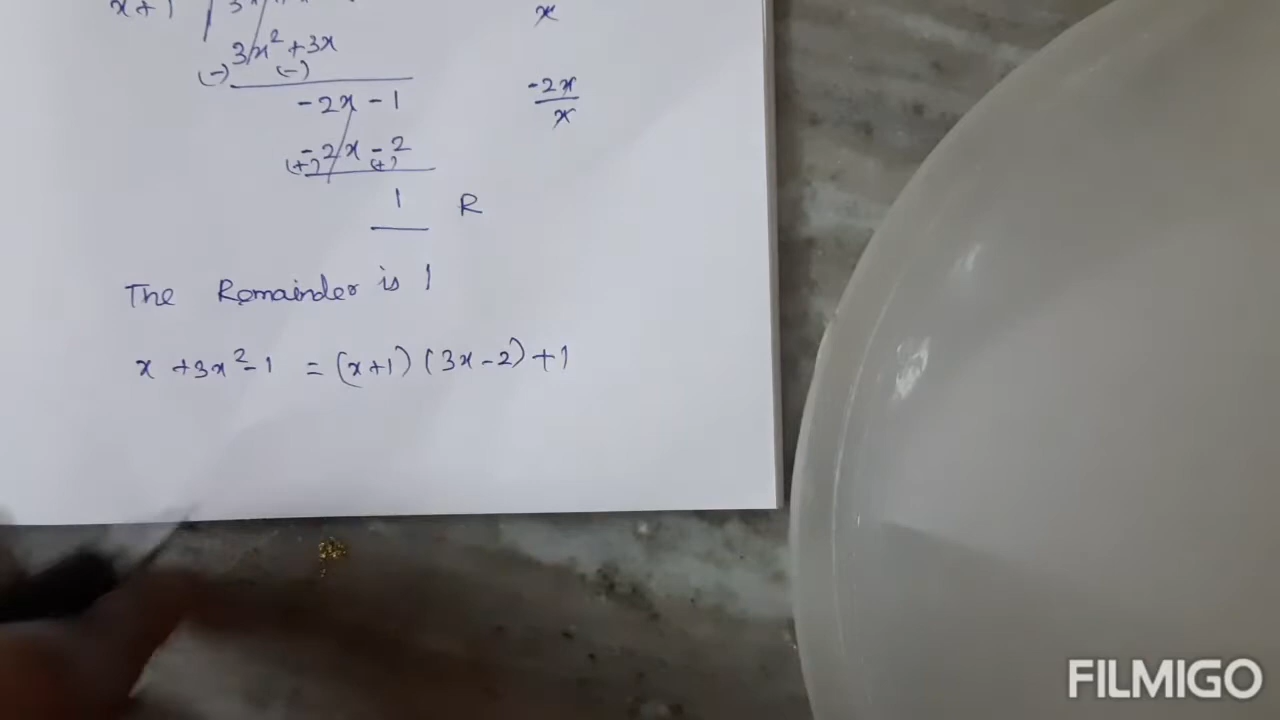 x+1
x
3x² +3x
(-) (-)
-2x -1
-2x
x
-2x -2
(+) (+)
1 R
The Remainder is 1
x +3x²-1 = (x+1) (3x-2) +1
FILMIGO